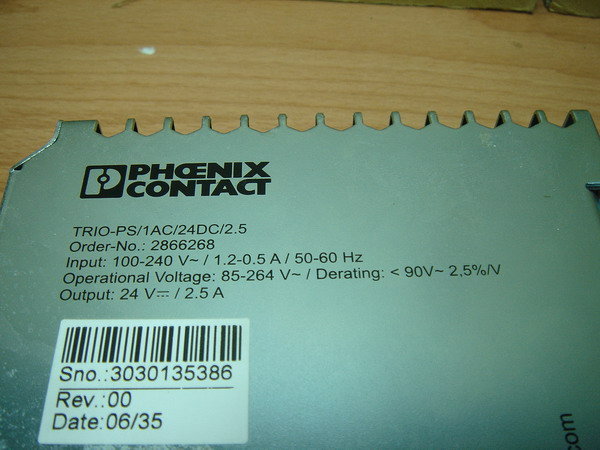 PHŒNIX
CONTACT
TRIO-PS/1AC/24DC/2.5
Order-No.: 2866268
Input: 100-240 V~ / 1.2-0.5 A / 50-60 Hz
Operational Voltage: 85-264 V~ / Derating: < 90V~ 2,5%/V
Output: 24 V⎓ / 2.5 A
Sno.:3030135386
Rev.:00
Date:06/35
.com